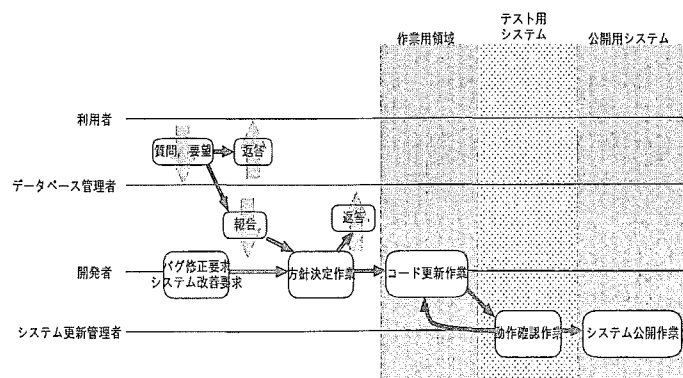 テスト用
システム
作業用領域
公開用システム
利用者
質問, 要望
返答
データベース管理者
報告
返答
開発者
バグ修正要求
システム改善要求
方針決定作業
コード更新作業
システム更新管理者
動作確認作業
システム公開作業